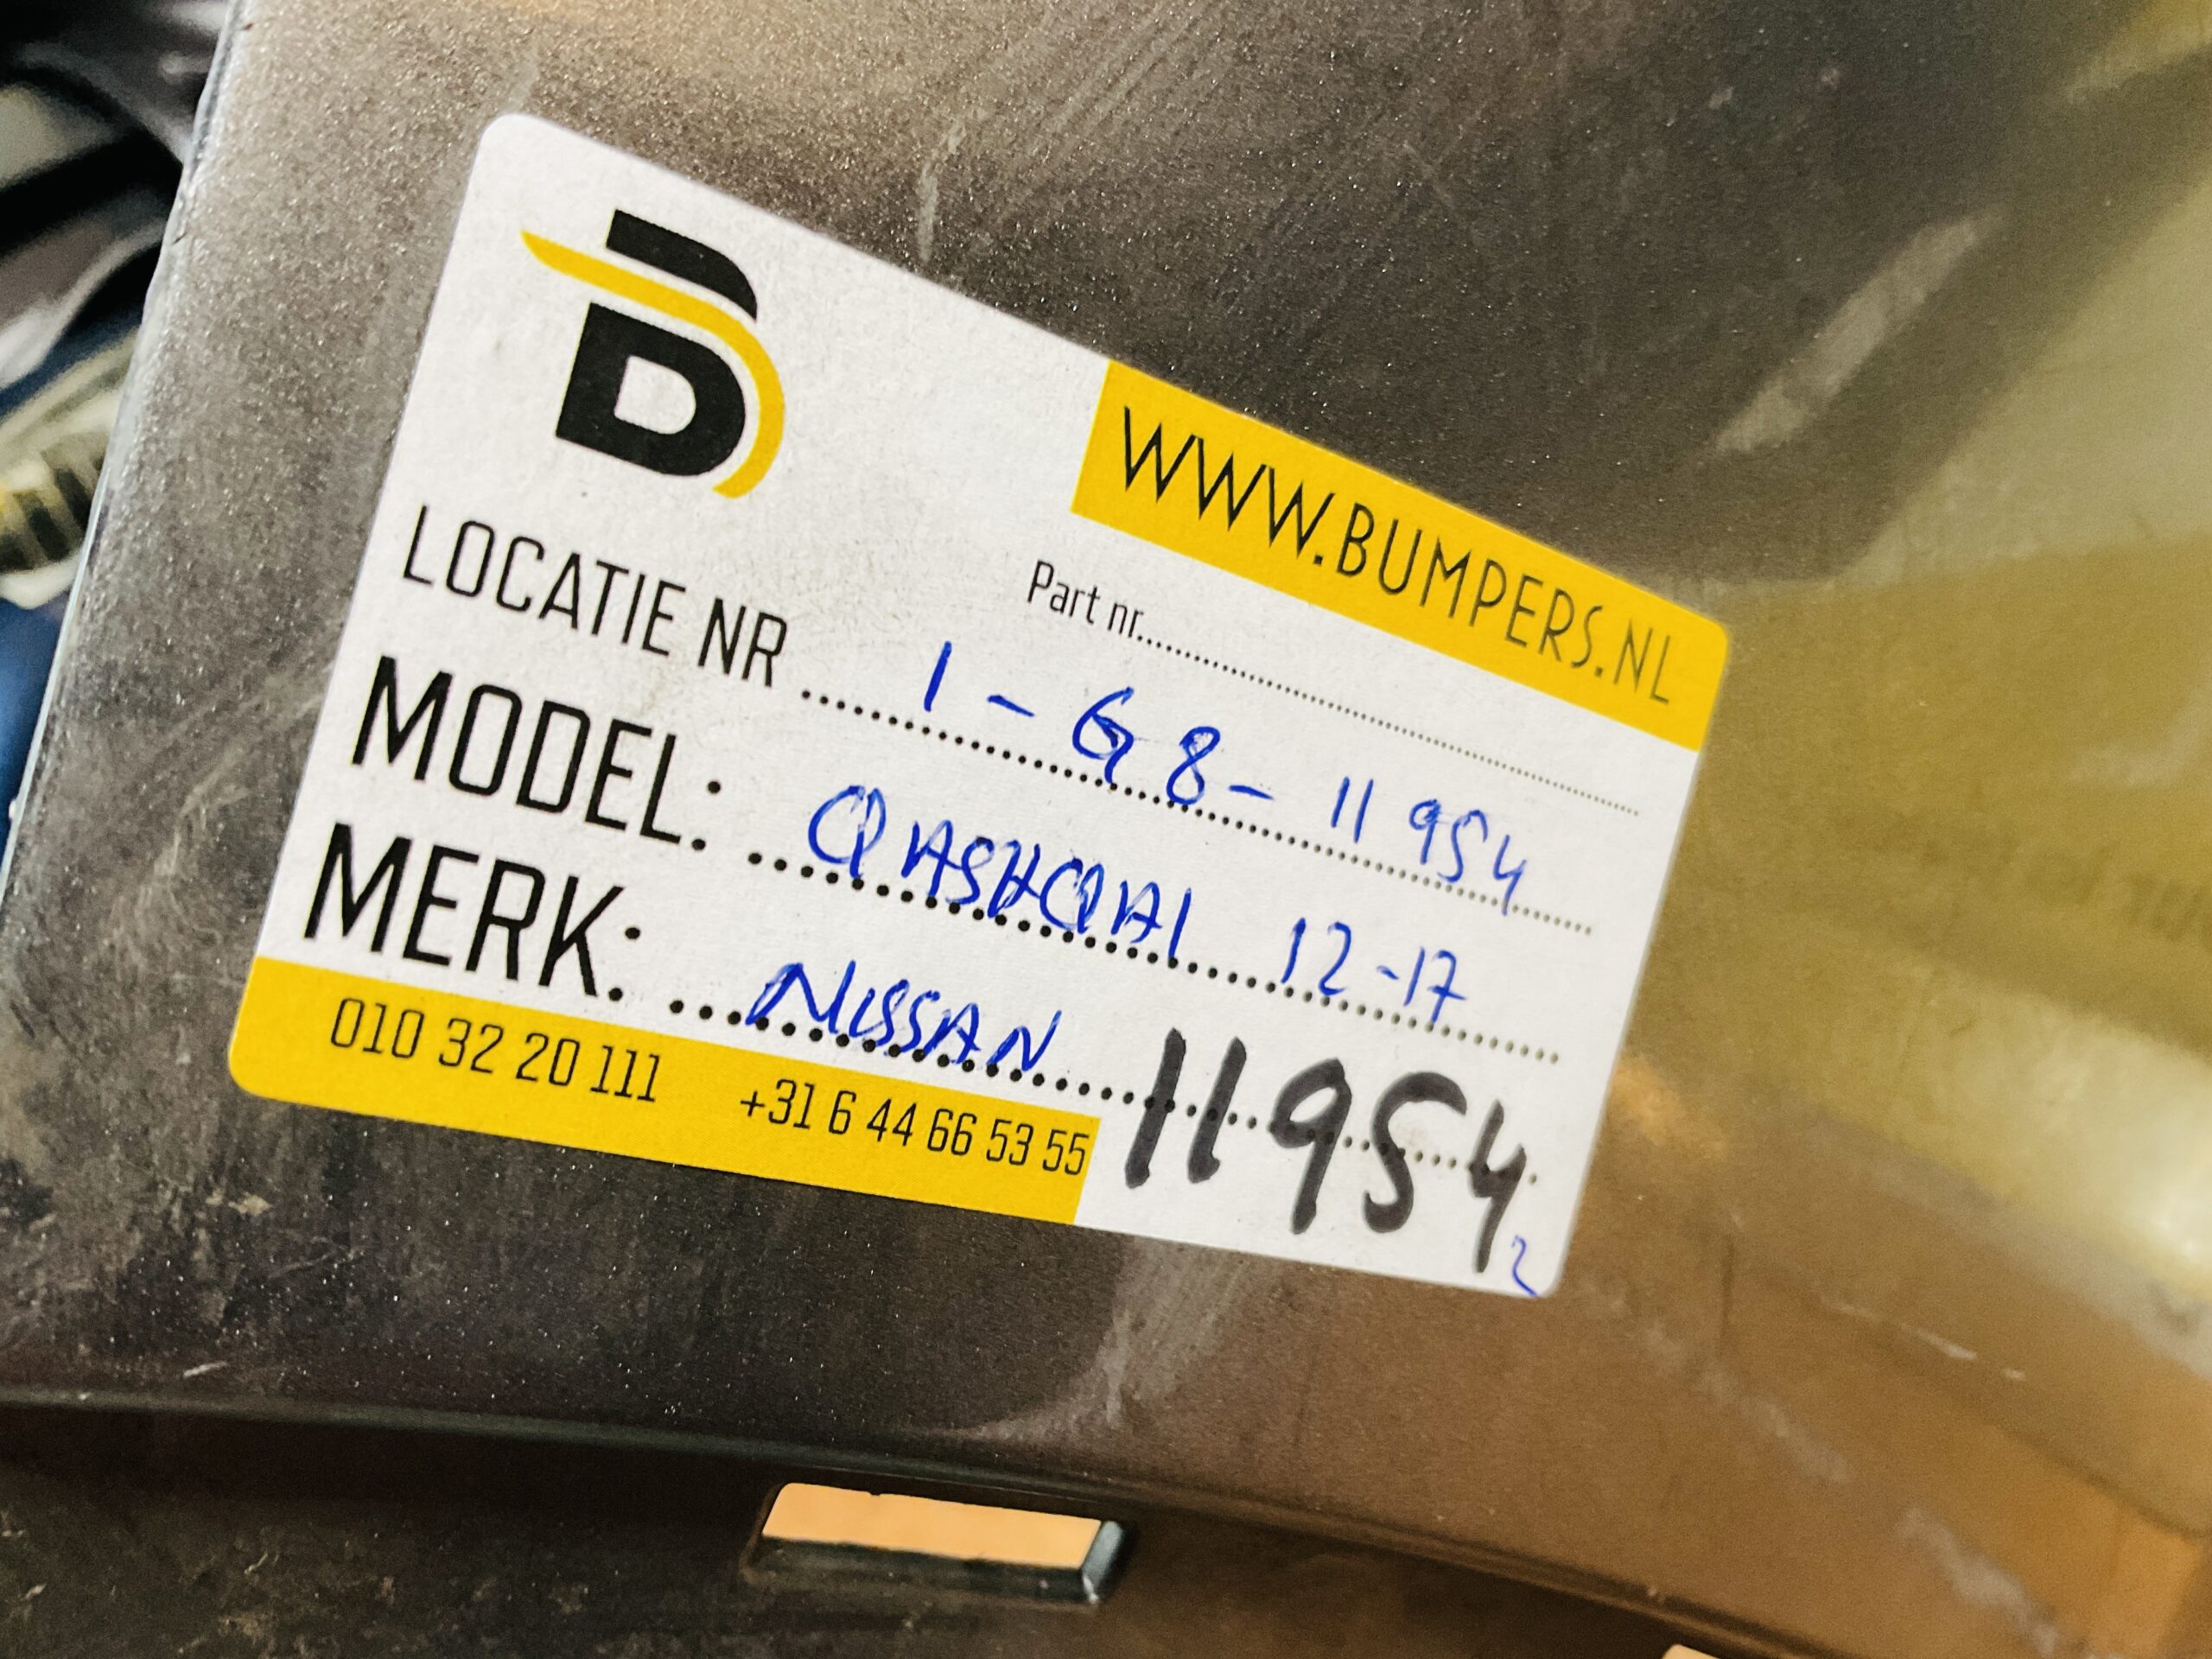 B
WWW.BUMPERS.NL
Part nr..........
LOCATIE NR .......... 1 - G8 - 11954
MODEL: .......... QASHQAI 12-17
MERK: .......... NISSAN
11954
2
010 32 20 111 +31 6 44 66 53 55